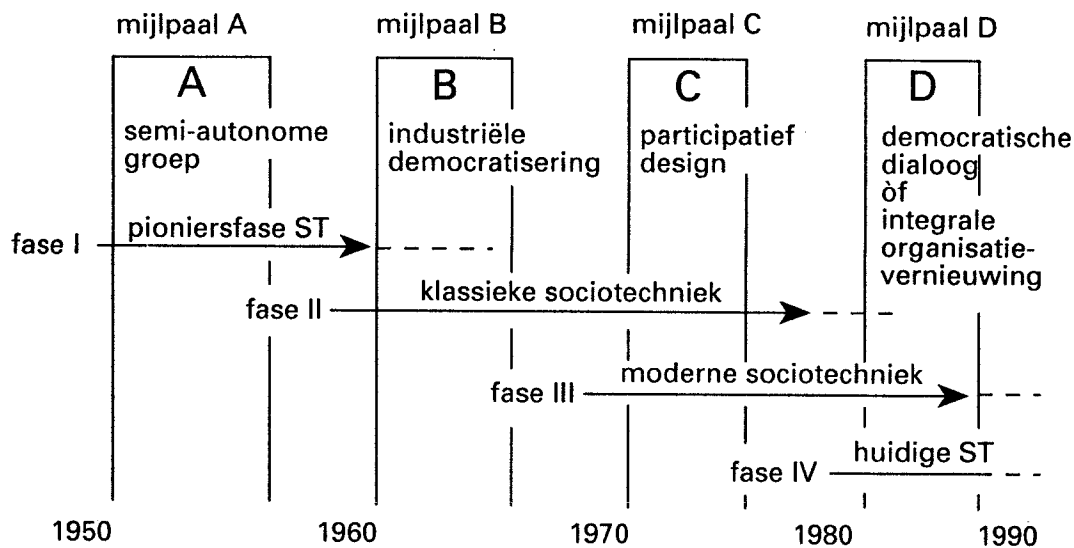 mijlpaal A
mijlpaal B
mijlpaal C
mijlpaal D
A
B
C
D
semi-autonome
groep
industriële
democratisering
participatief
design
democratische
dialoog
òf
integrale
organisatie-
vernieuwing
fase I
pioniersfase ST
fase II
klassieke sociotechniek
fase III
moderne sociotechniek
fase IV
huidige ST
1950
1960
1970
1980
1990